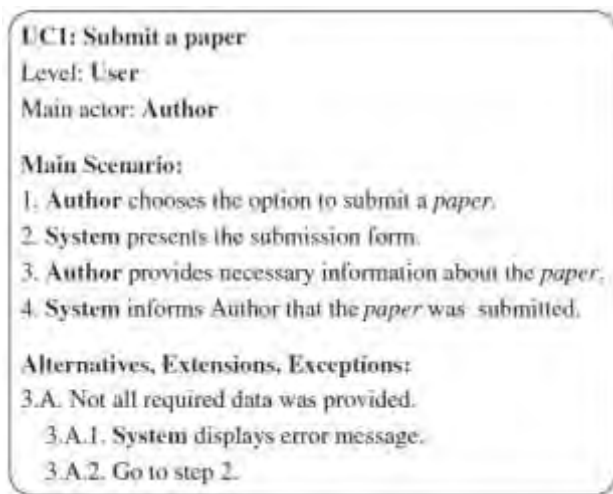 UC1: Submit a paper
Level: User
Main actor: Author
Main Scenario:
1. Author chooses the option to submit a paper.
2. System presents the submission form.
3. Author provides necessary information about the paper.
4. System informs Author that the paper was submitted.
Alternatives, Extensions, Exceptions:
3.A. Not all required data was provided.
3.A.1. System displays error message.
3.A.2. Go to step 2.